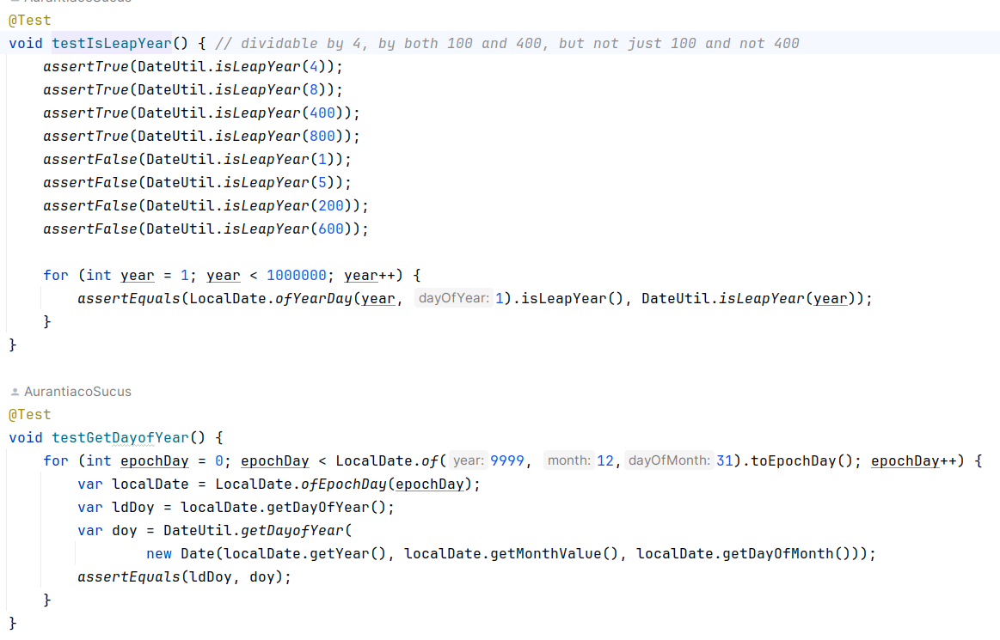 AurantiacoSucus
@Test
void testIsLeapYear() { // dividable by 4, by both 100 and 400, but not just 100 and not 400
    assertTrue(DateUtil.isLeapYear(4));
    assertTrue(DateUtil.isLeapYear(8));
    assertTrue(DateUtil.isLeapYear(400));
    assertTrue(DateUtil.isLeapYear(800));
    assertFalse(DateUtil.isLeapYear(1));
    assertFalse(DateUtil.isLeapYear(5));
    assertFalse(DateUtil.isLeapYear(200));
    assertFalse(DateUtil.isLeapYear(600));
    for (int year = 1; year < 1000000; year++) {
        assertEquals(LocalDate.ofYearDay(year, dayOfYear: 1).isLeapYear(), DateUtil.isLeapYear(year));
    }
}
AurantiacoSucus
@Test
void testGetDayofYear() {
    for (int epochDay = 0; epochDay < LocalDate.of( year: 9999, month: 12, dayOfMonth: 31).toEpochDay(); epochDay++) {
        var localDate = LocalDate.ofEpochDay(epochDay);
        var ldDoy = localDate.getDayOfYear();
        var doy = DateUtil.getDayofYear(
                new Date(localDate.getYear(), localDate.getMonthValue(), localDate.getDayOfMonth()));
        assertEquals(ldDoy, doy);
    }
}